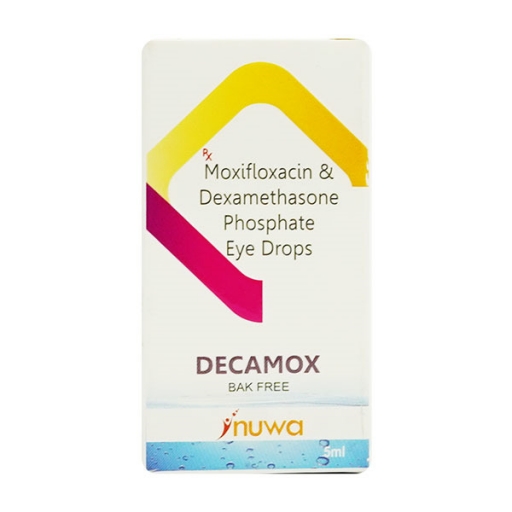 Rx
Moxifloxacin &
Dexamethasone
Phosphate
Eye Drops
DECAMOX
BAK FREE
nuwa
5ml